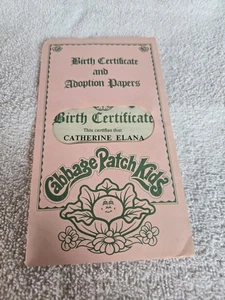 Birth Certificate
and
Adoption Papers
Birth Certificate
This certifies that
CATHERINE ELANA
Cabbage Patch Kids